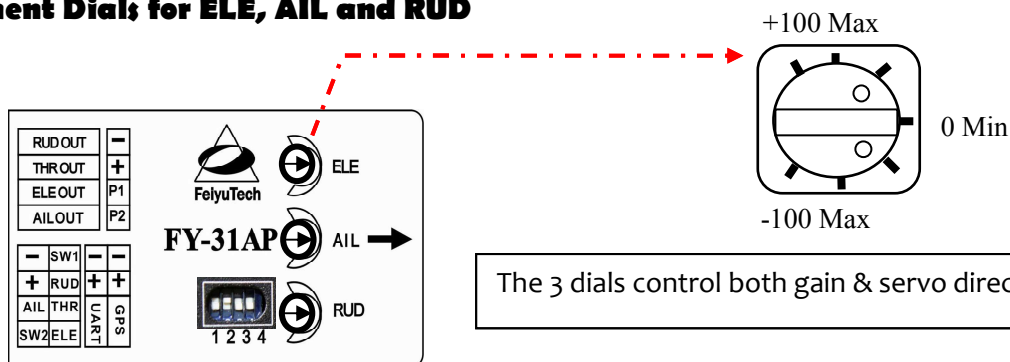 ment Dials for ELE, AIL and RUD
+100 Max
0 Min
-100 Max
RUD OUT −
THR OUT +
ELE OUT P1
AIL OUT P2
− SW1 − −
+ RUD + +
AIL THR UART GPS
SW2 ELE
FeiyuTech
FY-31AP
1 2 3 4
ELE
AIL
RUD
The 3 dials control both gain & servo direc